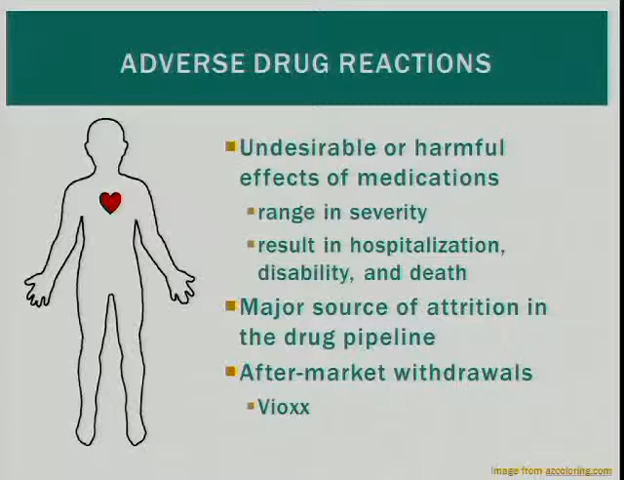 ADVERSE DRUG REACTIONS
Undesirable or harmful
effects of medications
range in severity
result in hospitalization,
disability, and death
Major source of attrition in
the drug pipeline
After-market withdrawals
Vioxx
Image from azcoloring.com